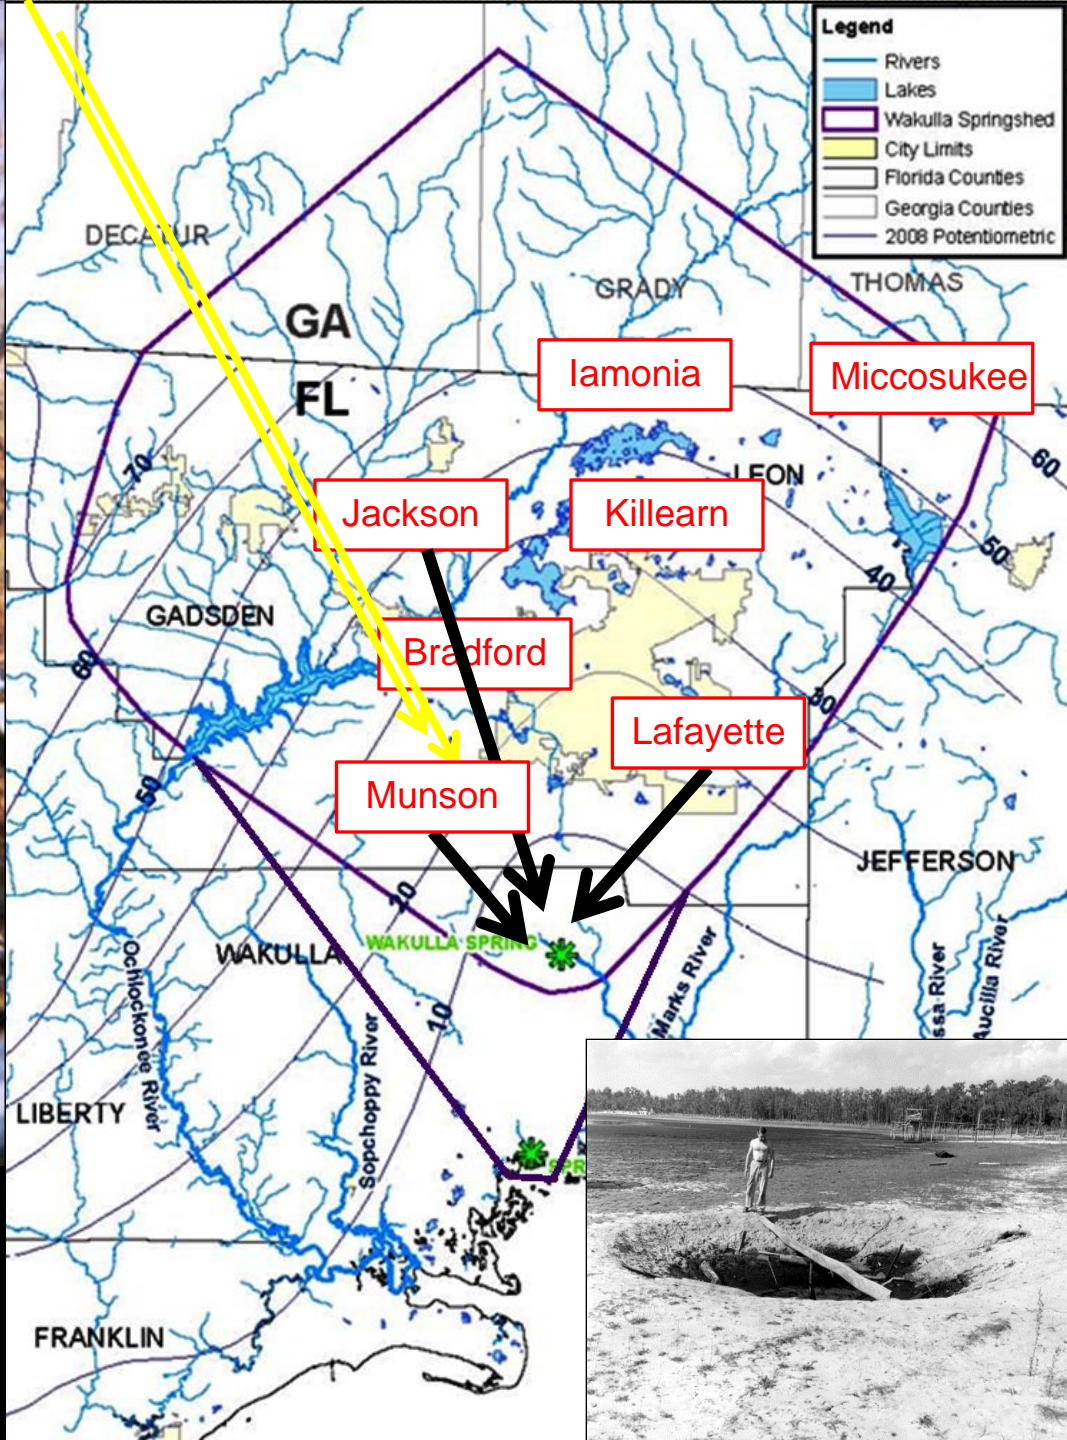 Legend
Rivers
Lakes
Wakulla Springshed
City Limits
Florida Counties
Georgia Counties
2008 Potentiometric
DECATUR
GRADY
THOMAS
GA
FL
Iamonia
Miccosukee
60
70
LEON
Jackson
Killearn
50
40
GADSDEN
Bradford
60
30
Lafayette
50
Munson
JEFFERSON
20
WAKULLA
WAKULLA SPRING
10
Ochlockonee River
Sopchoppy River
Marks River
ssa River
Aucilla River
LIBERTY
SPR
FRANKLIN